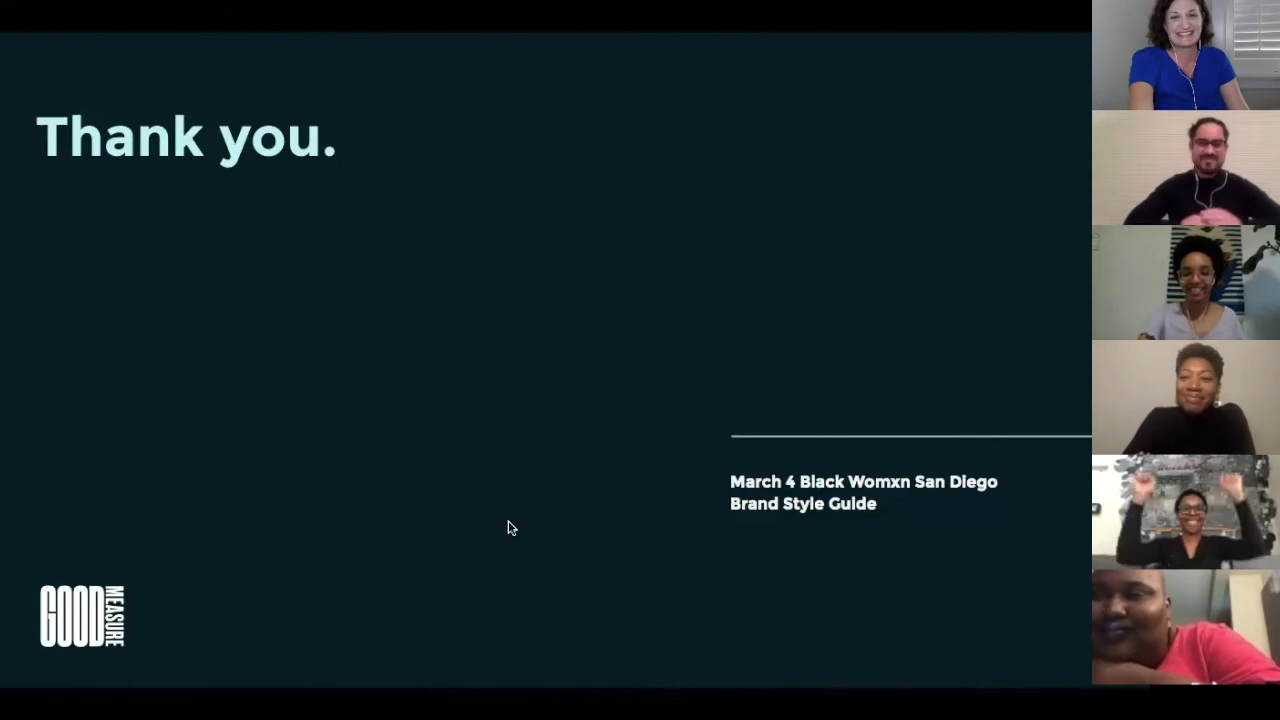 Thank you.
March 4 Black Womxn San Diego
Brand Style Guide
GOOD
MEASURE